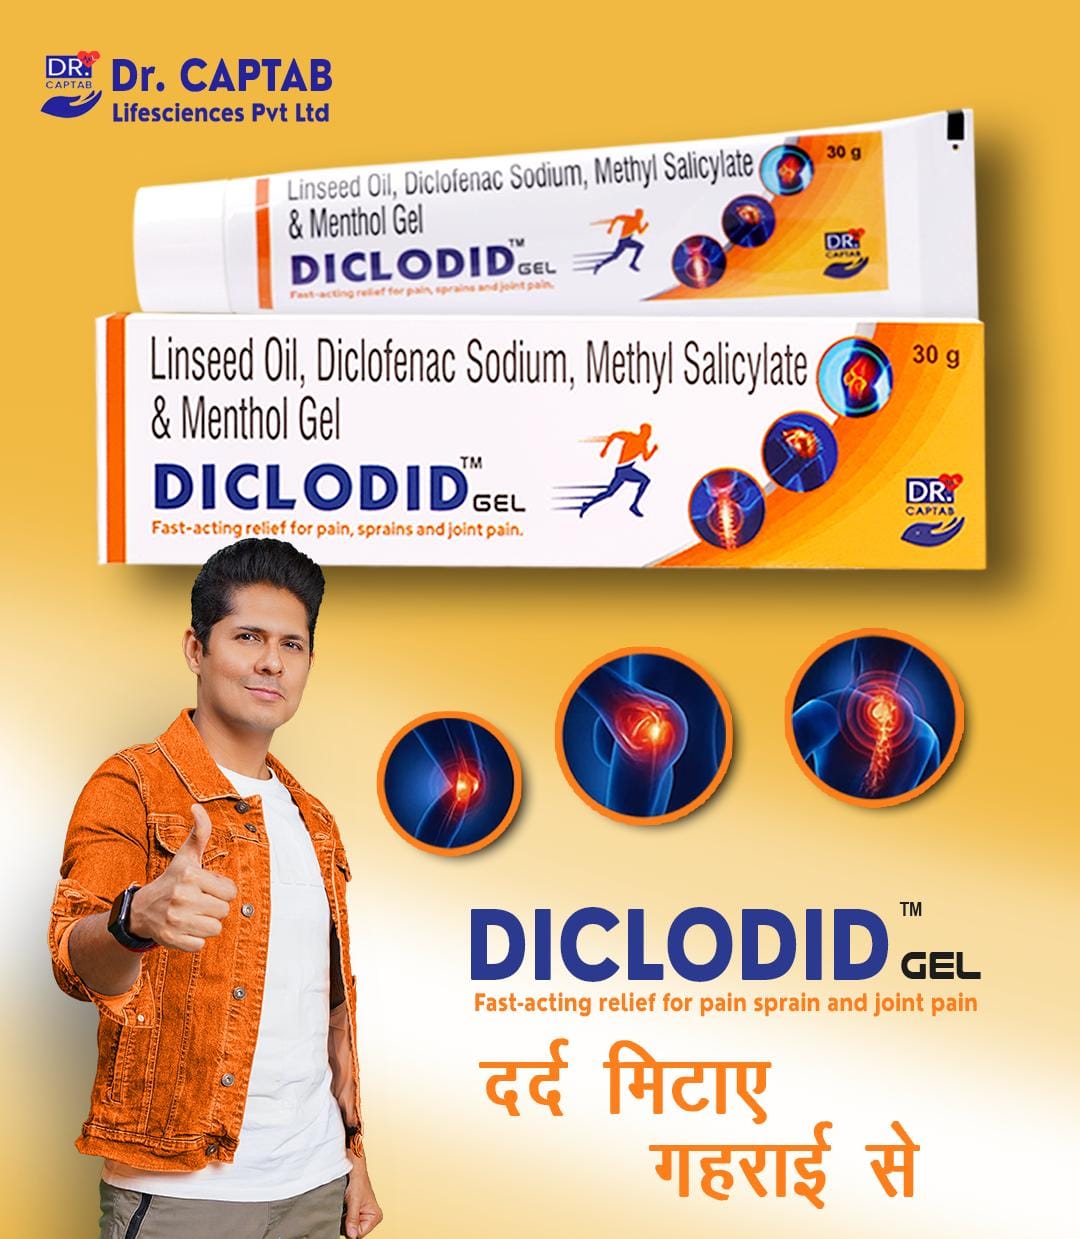 DR.
CAPTAB
Dr. CAPTAB
Lifesciences Pvt Ltd
Linseed Oil, Diclofenac Sodium, Methyl Salicylate
& Menthol Gel
30 g
DICLODID™ GEL
Fast-acting relief for pain, sprains and joint pain.
DR.
CAPTAB
Linseed Oil, Diclofenac Sodium, Methyl Salicylate
& Menthol Gel
30 g
DICLODID™ GEL
Fast-acting relief for pain, sprains and joint pain.
DR.
CAPTAB
DICLODID™ GEL
Fast-acting relief for pain sprain and joint pain
दर्द मिटाए
गहराई से